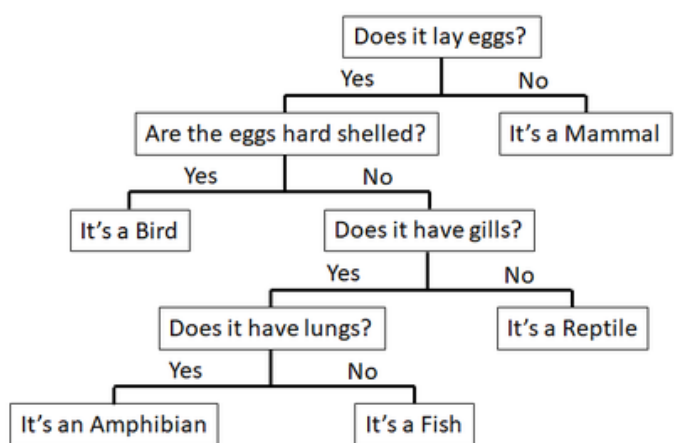 Does it lay eggs?
Yes No
Are the eggs hard shelled? It's a Mammal
Yes No
It's a Bird Does it have gills?
Yes No
Does it have lungs? It's a Reptile
Yes No
It's an Amphibian It's a Fish